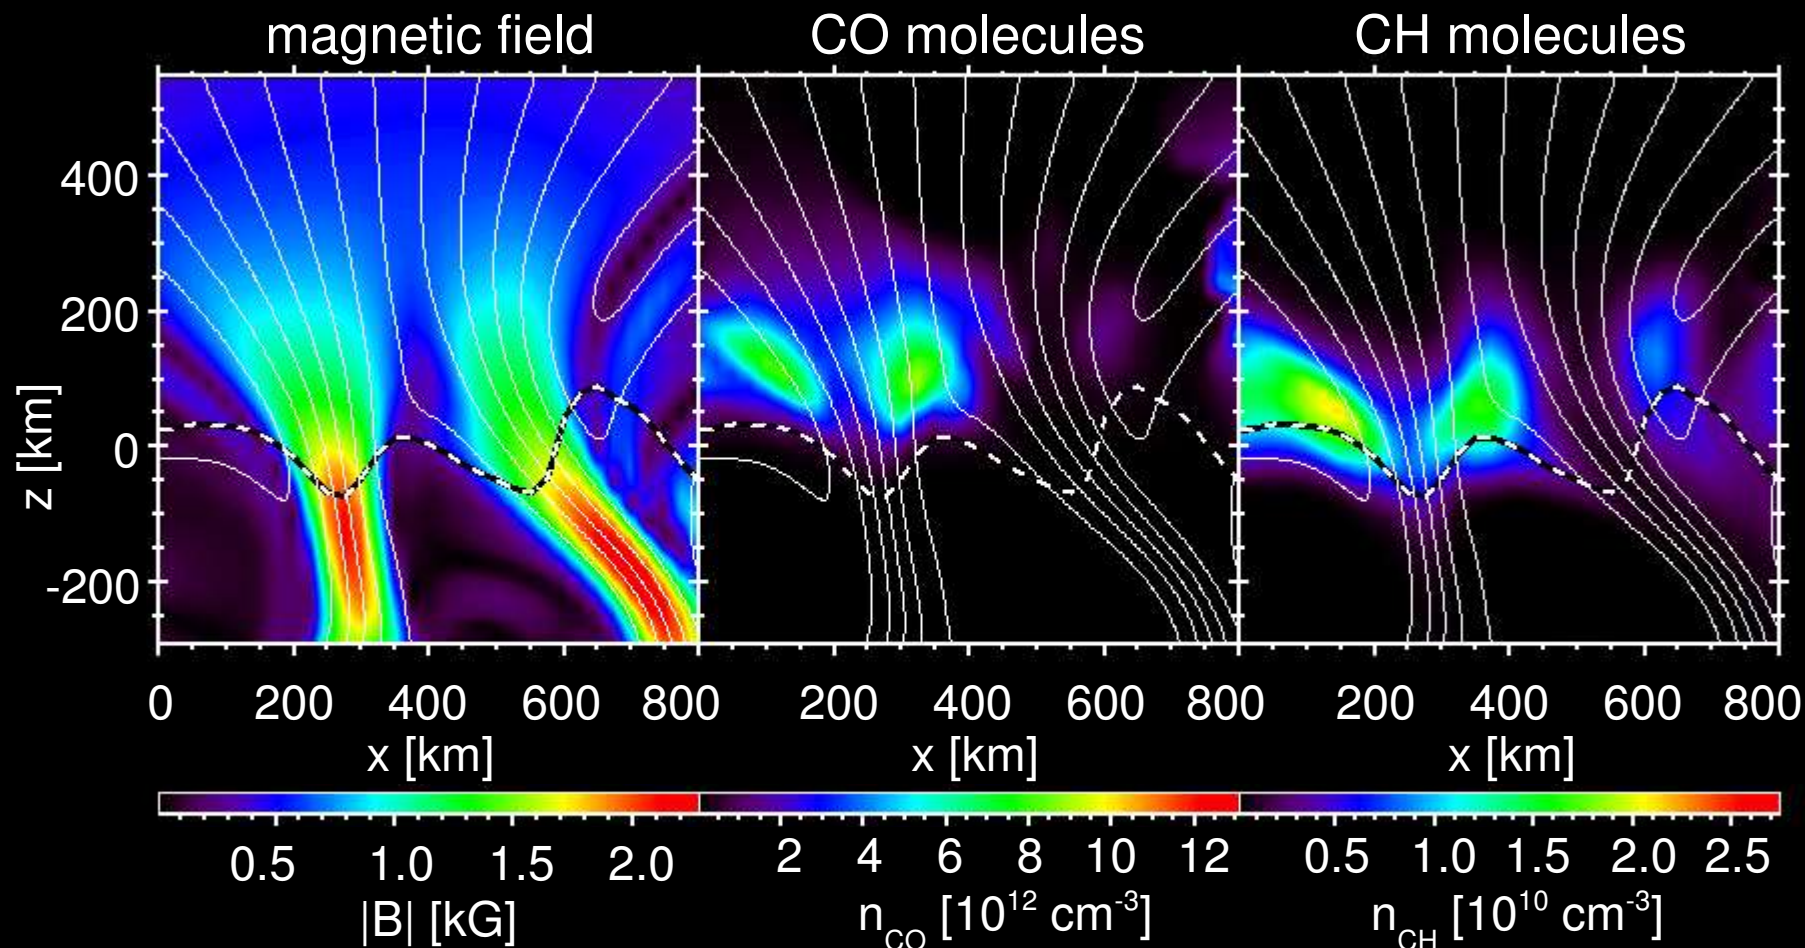 magnetic field CO molecules CH molecules
400
200
0
-200
z [km]
0 200 400 600 800 200 400 600 800 200 400 600 800
x [km] x [km] x [km]
0.5 1.0 1.5 2.0 2 4 6 8 10 12 0.5 1.0 1.5 2.0 2.5
|B| [kG] n_CO [10^12 cm^-3] n_CH [10^10 cm^-3]